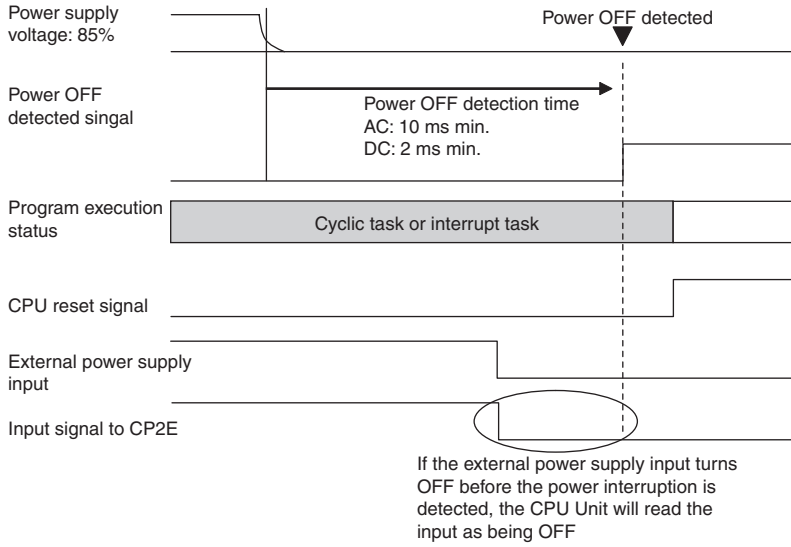 Power supply
voltage: 85%
Power OFF detected
Power OFF
detected singal
Power OFF detection time
AC: 10 ms min.
DC: 2 ms min.
Program execution
status
Cyclic task or interrupt task
CPU reset signal
External power supply
input
Input signal to CP2E
If the external power supply input turns
OFF before the power interruption is
detected, the CPU Unit will read the
input as being OFF